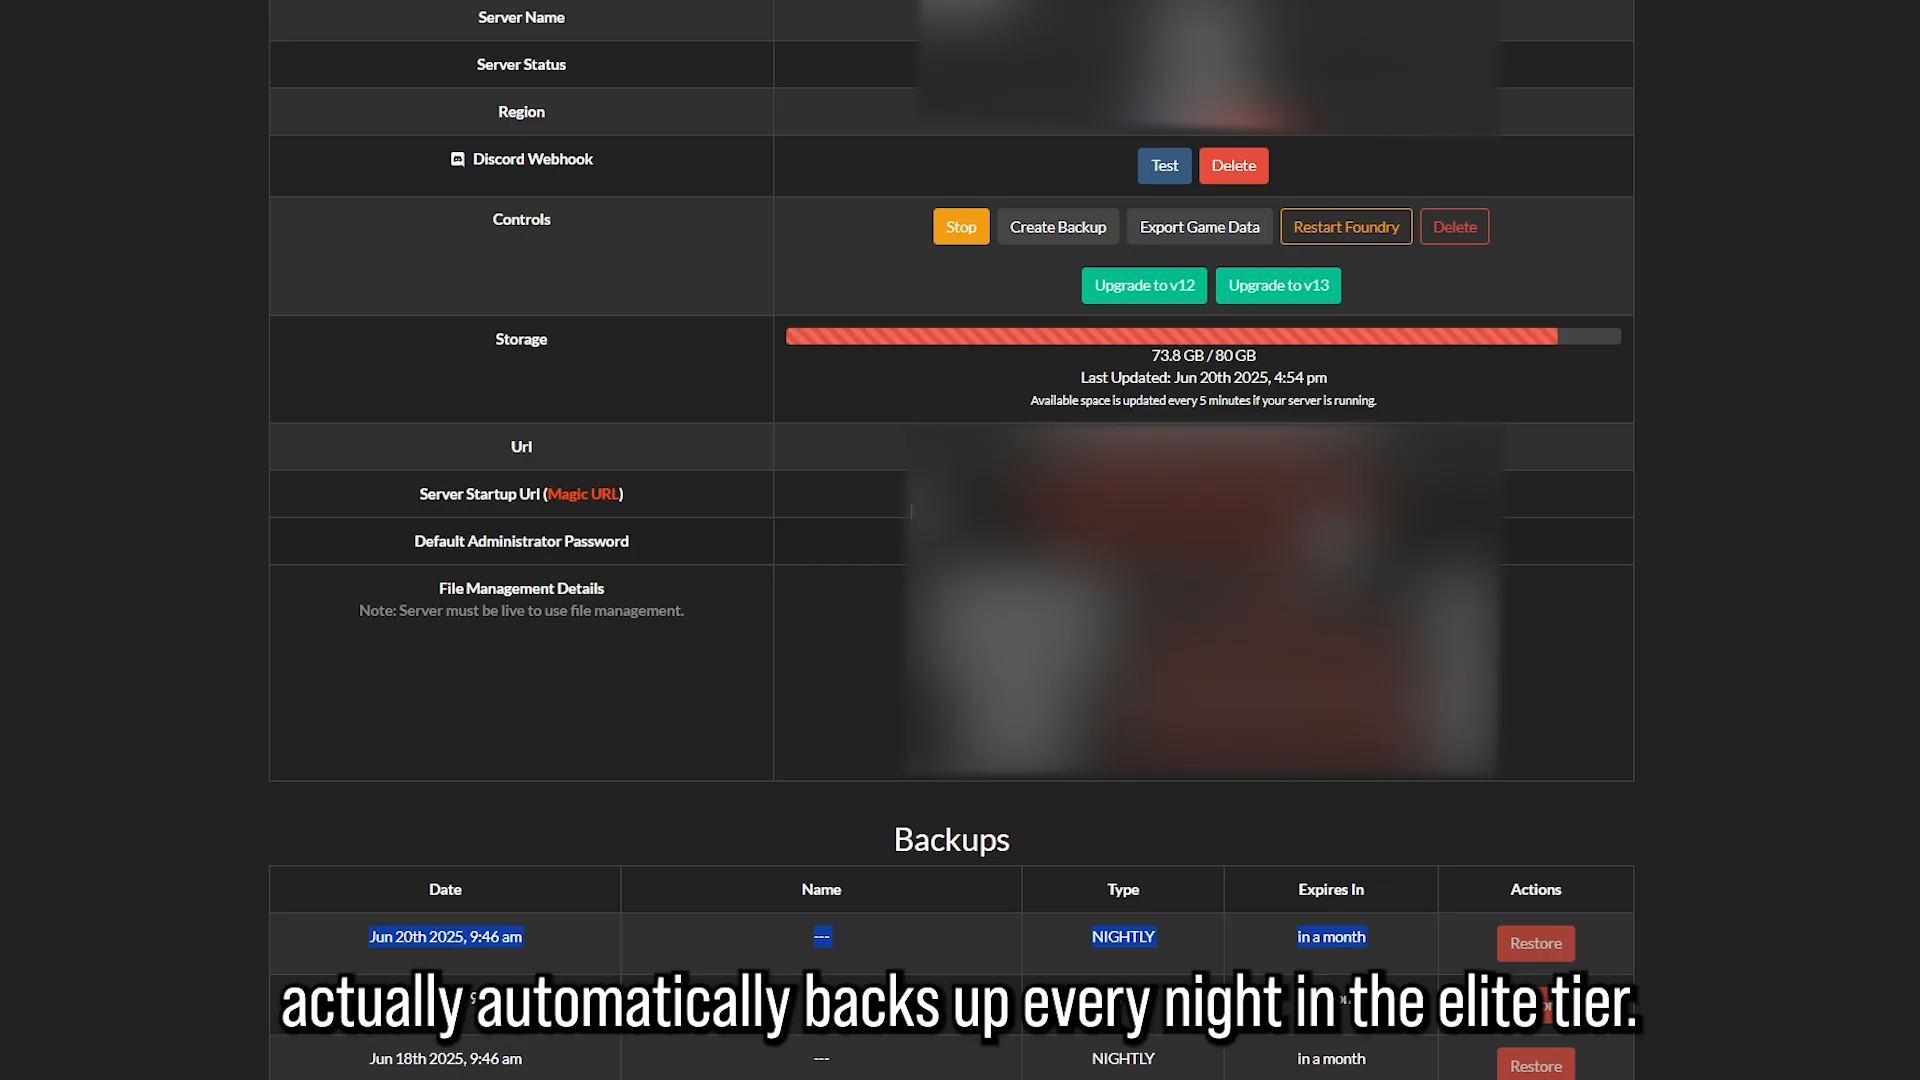 Server Name
Server Status
Region
Discord Webhook
Test Delete
Controls
Stop Create Backup Export Game Data Restart Foundry Delete
Upgrade to v12 Upgrade to v13
Storage
73.8 GB / 80 GB
Last Updated: Jun 20th 2025, 4:54 pm
Available space is updated every 5 minutes if your server is running.
Url
Server Startup Url (Magic URL)
Default Administrator Password
File Management Details
Note: Server must be live to use file management.
Backups
Date Name Type Expires In Actions
Jun 20th 2025, 9:46 am --- NIGHTLY in a month Restore
actually automatically backs up every night in the elite tier.
Jun 18th 2025, 9:46 am --- NIGHTLY in a month Restore